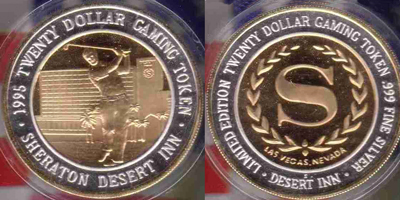 1995 TWENTY DOLLAR GAMING TOKEN
S
SHERATON DESERT INN
LIMITED EDITION TWENTY DOLLAR GAMING TOKEN .999 FINE SILVER
S
LAS VEGAS, NEVADA
DESERT INN